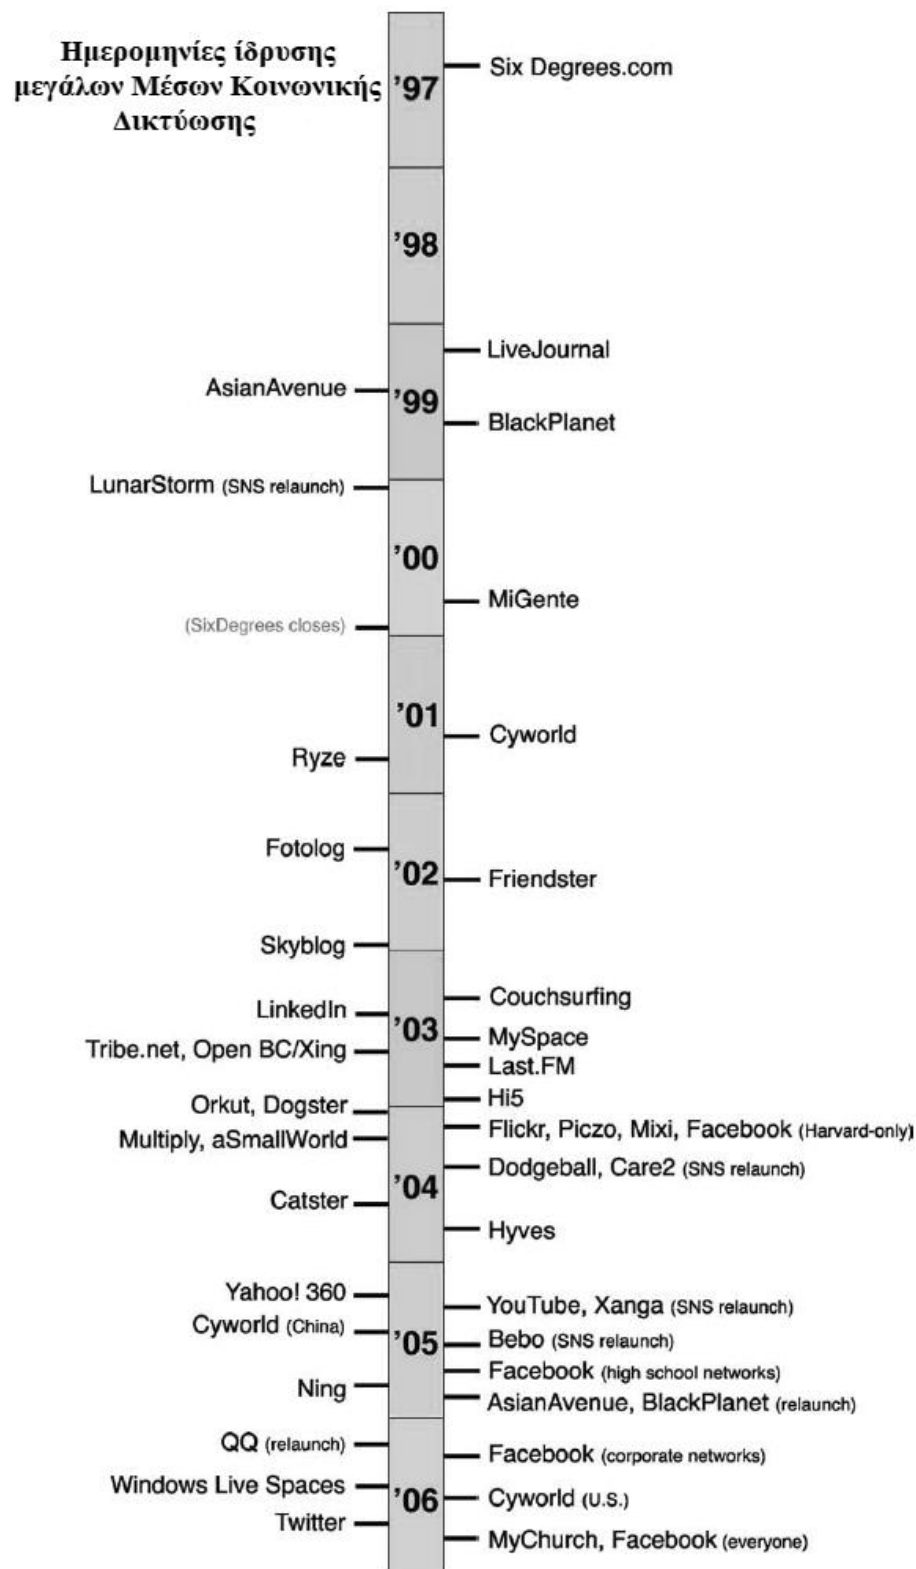 Ημερομηνίες ίδρυσης
μεγάλων Μέσων Κοινωνικής
Δικτύωσης
'97
Six Degrees.com
'98
LiveJournal
AsianAvenue
'99
BlackPlanet
LunarStorm (SNS relaunch)
'00
MiGente
(SixDegrees closes)
'01
Cyworld
Ryze
Fotolog
'02
Friendster
Skyblog
Couchsurfing
LinkedIn
'03
MySpace
Tribe.net, Open BC/Xing
Last.FM
Hi5
Orkut, Dogster
Flickr, Piczo, Mixi, Facebook (Harvard-only)
Multiply, aSmallWorld
Dodgeball, Care2 (SNS relaunch)
'04
Catster
Hyves
Yahoo! 360
YouTube, Xanga (SNS relaunch)
Cyworld (China)
'05
Bebo (SNS relaunch)
Facebook (high school networks)
Ning
AsianAvenue, BlackPlanet (relaunch)
QQ (relaunch)
Facebook (corporate networks)
Windows Live Spaces
'06
Cyworld (U.S.)
Twitter
MyChurch, Facebook (everyone)